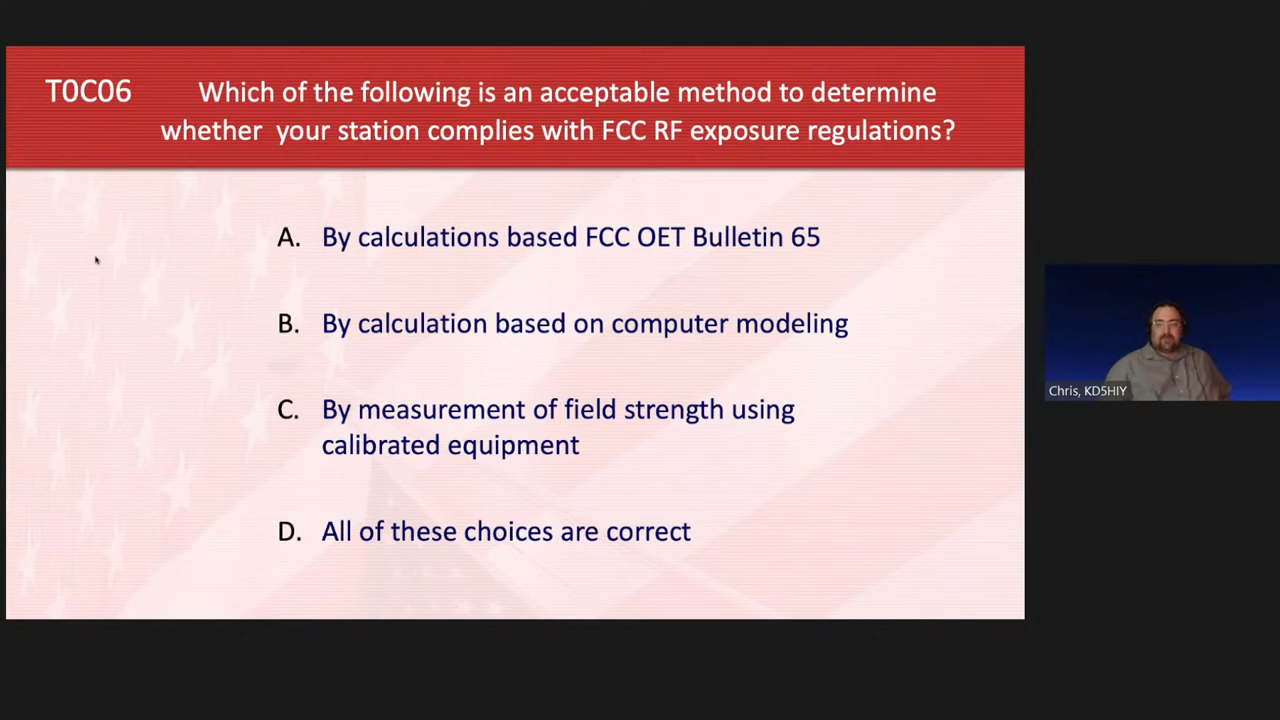 T0C06 Which of the following is an acceptable method to determine
whether your station complies with FCC RF exposure regulations?
A. By calculations based FCC OET Bulletin 65
B. By calculation based on computer modeling
C. By measurement of field strength using
calibrated equipment
D. All of these choices are correct
Chris, KD5HIY